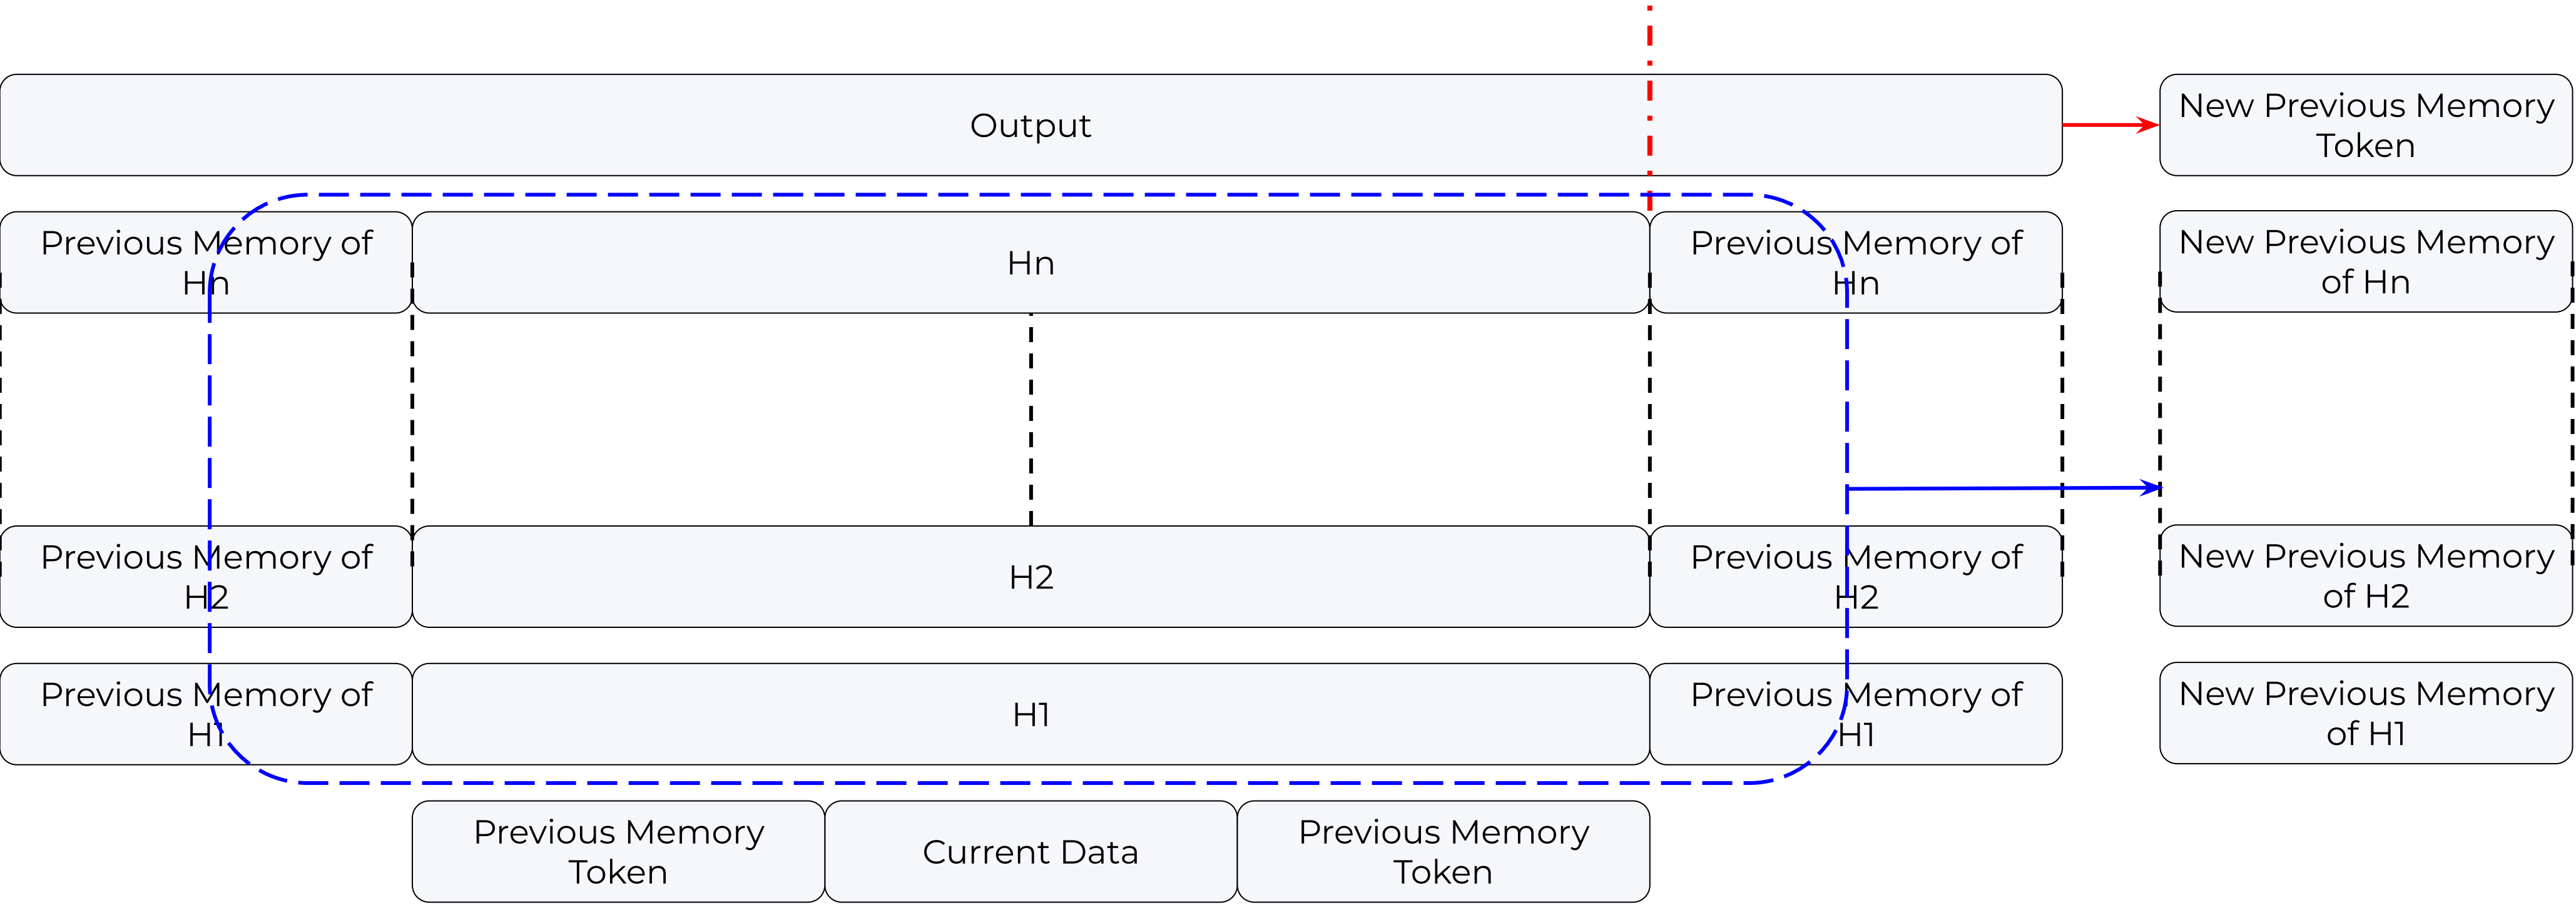 Output
New Previous Memory
Token
Previous Memory of
Hn
Hn
Previous Memory of
Hn
New Previous Memory
of Hn
Previous Memory of
H2
H2
Previous Memory of
H2
New Previous Memory
of H2
Previous Memory of
H1
H1
Previous Memory of
H1
New Previous Memory
of H1
Previous Memory
Token
Current Data
Previous Memory
Token